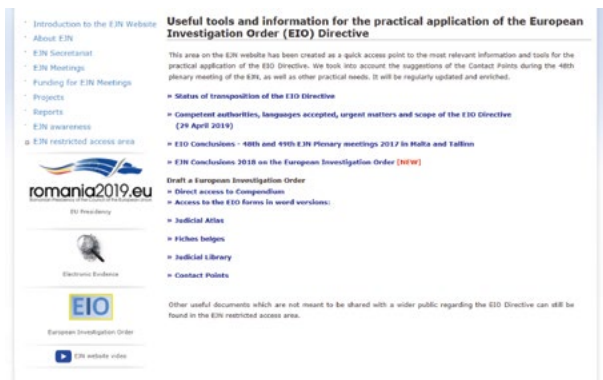 Introduction to the EJN Website
About EJN
EJN Secretariat
EJN Meetings
Funding for EJN Meetings
Projects
Reports
EJN awareness
EJN restricted access area
romania2019.eu
Romanian Presidency of the Council of the European Union
EU Presidency
Electronic Evidence
EIO
European Investigation Order
EJN website video
Useful tools and information for the practical application of the European
Investigation Order (EIO) Directive
This area on the EJN website has been created as a quick access point to the most relevant information and tools for the
practical application of the EIO Directive. We took into account the suggestions of the Contact Points during the 48th
plenary meeting of the EJN, as well as other practical needs. It will be regularly updated and enriched.
» Status of transposition of the EIO Directive
» Competent authorities, languages accepted, urgent matters and scope of the EIO Directive
(29 April 2019)
» EIO Conclusions - 48th and 49th EJN Plenary meetings 2017 in Malta and Tallinn
» EJN Conclusions 2018 on the European Investigation Order [NEW]
Draft a European Investigation Order
» Direct access to Compendium
» Access to the EIO forms in word versions:
» Judicial Atlas
» Fiches belges
» Judicial Library
» Contact Points
Other useful documents which are not meant to be shared with a wider public regarding the EIO Directive can still be
found in the EJN restricted access area.